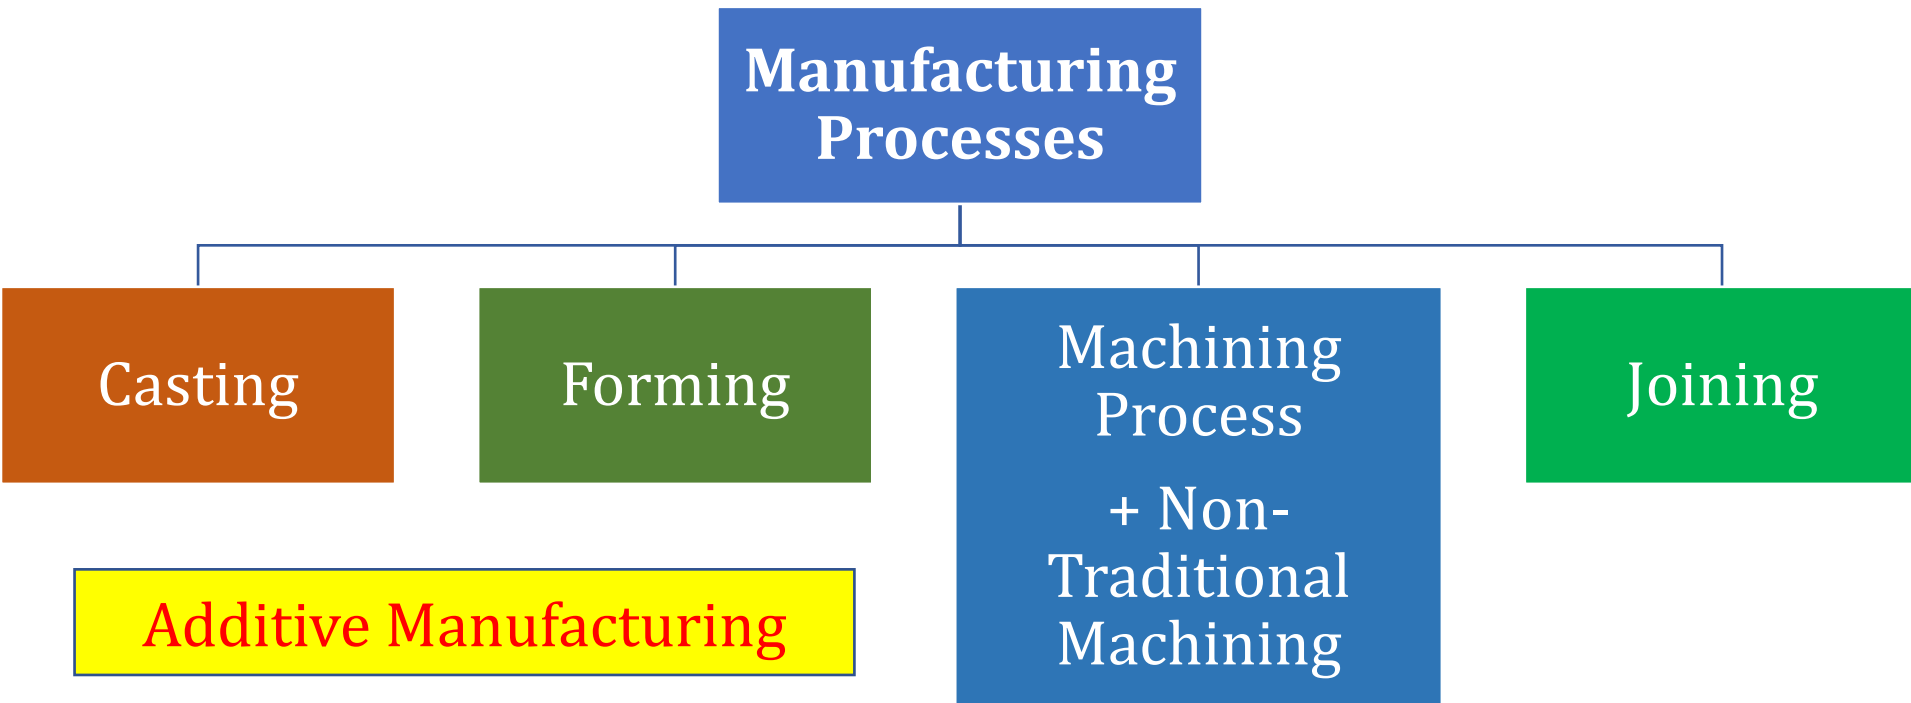 Manufacturing
Processes
Casting
Forming
Machining
Process
+ Non-
Traditional
Machining
Joining
Additive Manufacturing